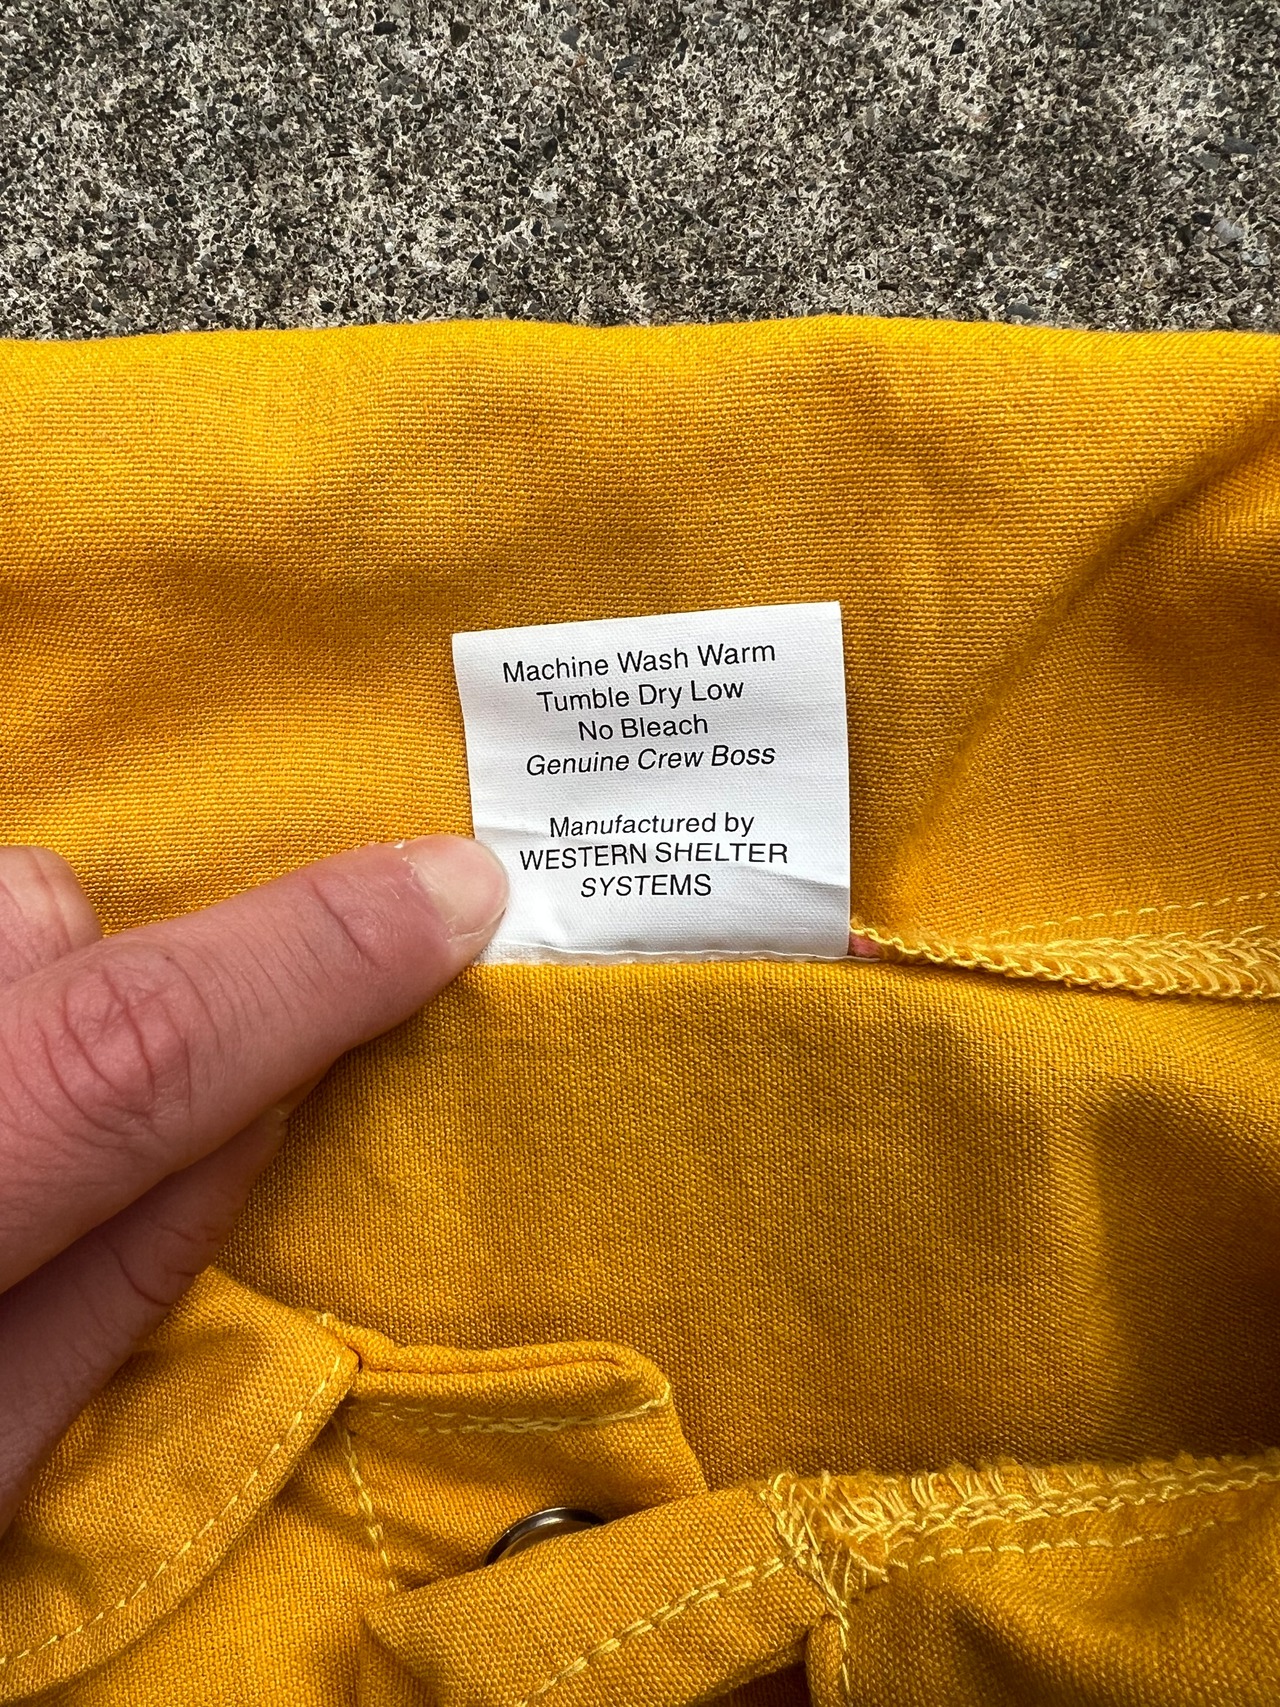 Machine Wash Warm
Tumble Dry Low
No Bleach
Genuine Crew Boss
Manufactured by
WESTERN SHELTER
SYSTEMS